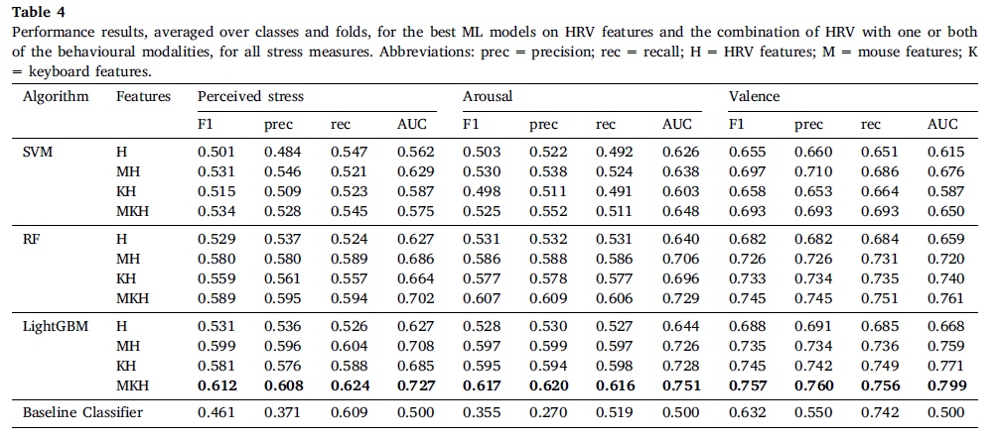 Table 4
Performance results, averaged over classes and folds, for the best ML models on HRV features and the combination of HRV with one or both
of the behavioural modalities, for all stress measures. Abbreviations: prec = precision; rec = recall; H = HRV features; M = mouse features; K
= keyboard features.
Algorithm Features Perceived stress Arousal Valence
F1 prec rec AUC F1 prec rec AUC F1 prec rec AUC
SVM H 0.501 0.484 0.547 0.562 0.503 0.522 0.492 0.626 0.655 0.660 0.651 0.615
MH 0.531 0.546 0.521 0.629 0.530 0.538 0.524 0.638 0.697 0.710 0.686 0.676
KH 0.515 0.509 0.523 0.587 0.498 0.511 0.491 0.603 0.658 0.653 0.664 0.587
MKH 0.534 0.528 0.545 0.575 0.525 0.552 0.511 0.648 0.693 0.693 0.693 0.650
RF H 0.529 0.537 0.524 0.627 0.531 0.532 0.531 0.640 0.682 0.682 0.684 0.659
MH 0.580 0.580 0.589 0.686 0.586 0.588 0.586 0.706 0.726 0.726 0.731 0.720
KH 0.559 0.561 0.557 0.664 0.577 0.578 0.577 0.696 0.733 0.734 0.735 0.740
MKH 0.589 0.595 0.594 0.702 0.607 0.609 0.606 0.729 0.745 0.745 0.751 0.761
LightGBM H 0.531 0.536 0.526 0.627 0.528 0.530 0.527 0.644 0.688 0.691 0.685 0.668
MH 0.599 0.596 0.604 0.708 0.597 0.599 0.597 0.726 0.735 0.734 0.736 0.759
KH 0.581 0.576 0.588 0.685 0.595 0.594 0.598 0.728 0.745 0.742 0.749 0.771
MKH 0.612 0.608 0.624 0.727 0.617 0.620 0.616 0.751 0.757 0.760 0.756 0.799
Baseline Classifier 0.461 0.371 0.609 0.500 0.355 0.270 0.519 0.500 0.632 0.550 0.742 0.500